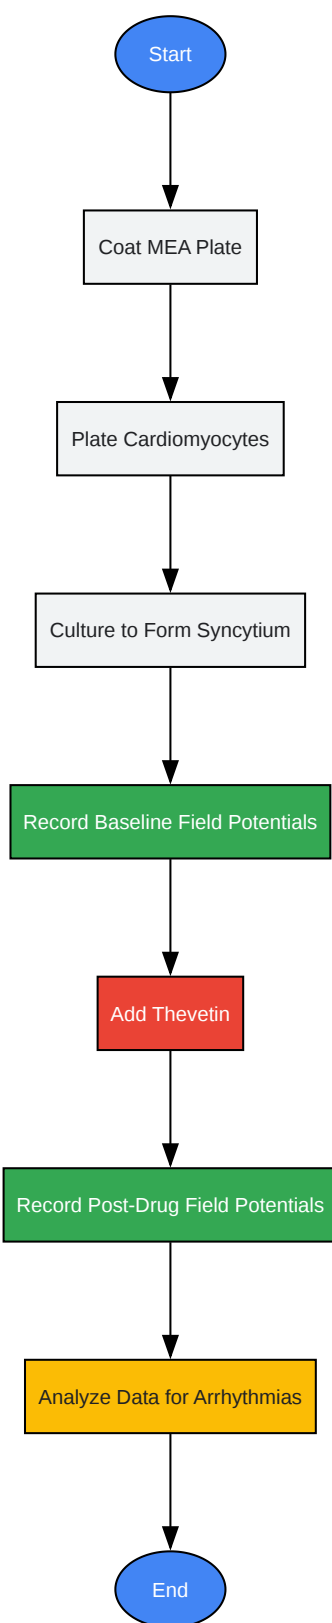 Start
Coat MEA Plate
Plate Cardiomyocytes
Culture to Form Syncytium
Record Baseline Field Potentials
Add Thevetin
Record Post-Drug Field Potentials
Analyze Data for Arrhythmias
End